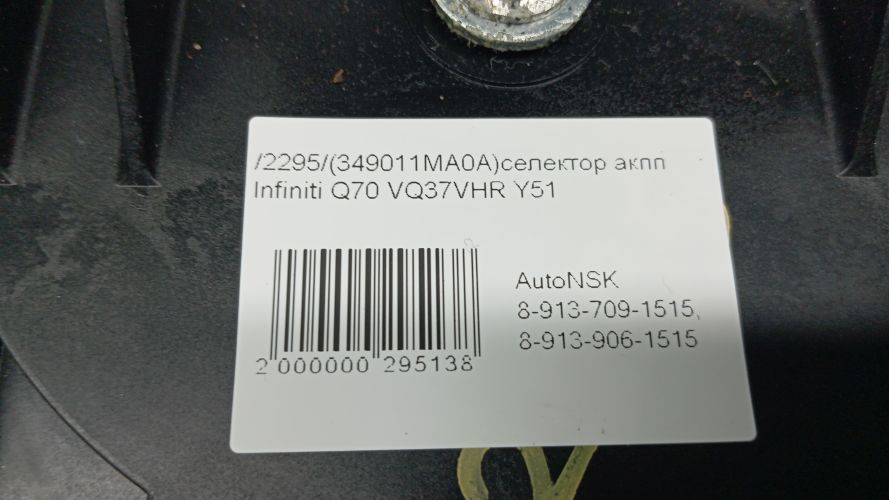 /2295/(349011MA0A)селектор акпп
Infiniti Q70 VQ37VHR Y51
AutoNSK
8-913-709-1515,
8-913-906-1515
2 000000 295138